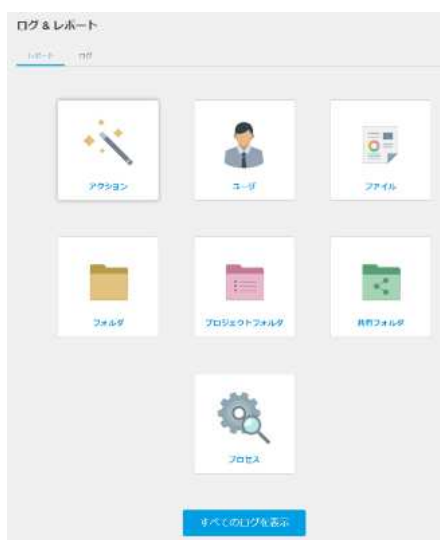 ログ & レポート
レポート ログ
アクション ユーザ ファイル
フォルダ プロジェクトフォルダ 共有フォルダ
プロセス
すべてのログを表示